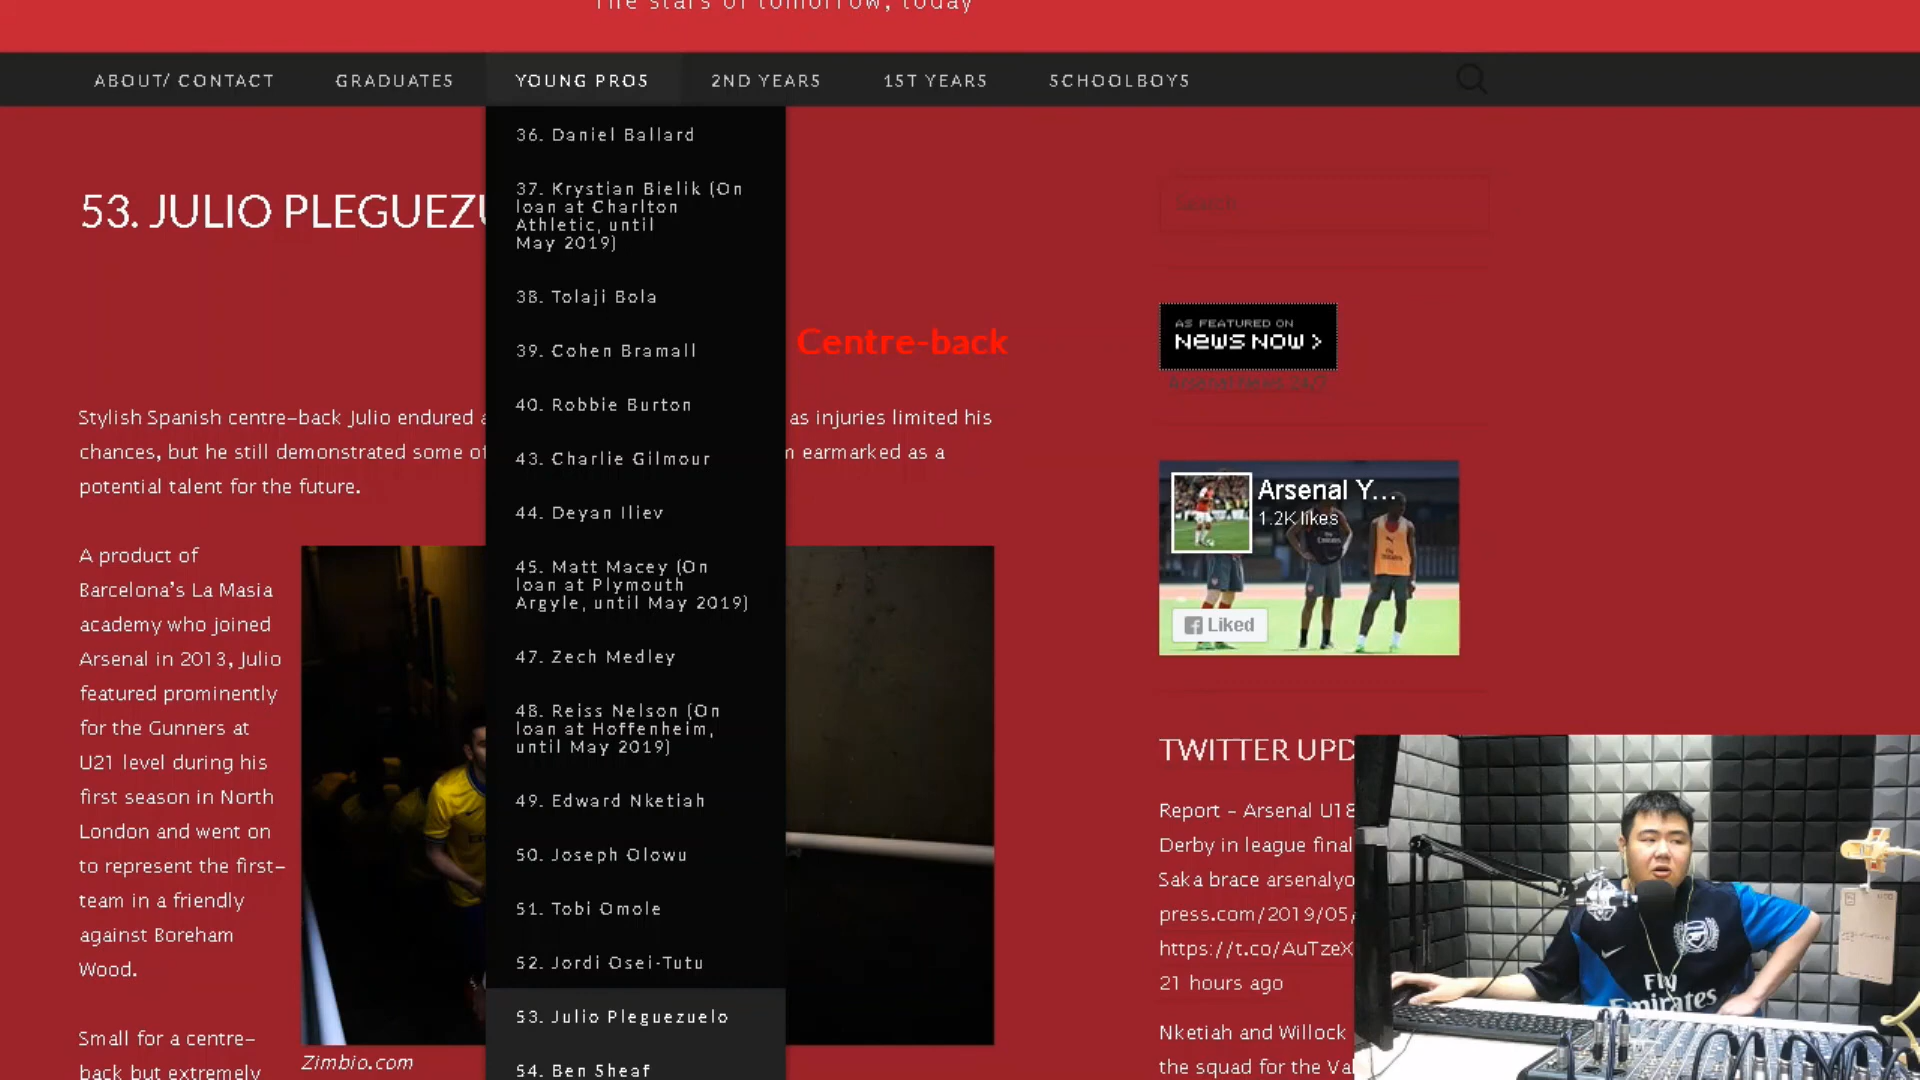 The stars of tomorrow, today
ABOUT/ CONTACT
GRADUATES
YOUNG PROS
2ND YEARS
1ST YEARS
SCHOOLBOYS
53. JULIO
Centre-back
Stylish Spanish centre-back Julio endured
as injuries limited his
chances, but he still demonstrated some
earmarked as a
potential talent for the future.
A product of
Barcelona's La Masia
academy who joined
Arsenal in 2013, Julio
featured prominently
for the Gunners at
U21 level during his
first season in North
London and went on
to represent the first-
team in a friendly
against Boreham
Wood.
Small for a centre-
back but extremely
Zimbio.com
36. Daniel Ballard
37. Krystian Bielik (On
loan at Charlton
Athletic, until
May 2019)
38. Tolaji Bola
39. Cohen Bramall
40. Robbie Burton
43. Charlie Gilmour
44. Deyan Iliev
45. Matt Macey (On
loan at Plymouth
Argyle, until May 2019)
47. Zech Medley
48. Reiss Nelson (On
loan at Hoffenheim,
until May 2019)
49. Edward Nketiah
50. Joseph Olowu
51. Tobi Omole
52. Jordi Osei-Tutu
53. Julio Pleguezuelo
54. Ben Sheaf
Search
AS FEATURED ON
NEWS NOW >
Arsenal News 24/7
Arsenal Y...
1.2K likes
Liked
TWITTER UPD
Report – Arsenal U18
Derby in league final
Saka brace arsenalyo
press.com/2019/05/
https://t.co/AuTzeX
21 hours ago
Nketiah and Willock
the squad for the Val
Fly
Emirates